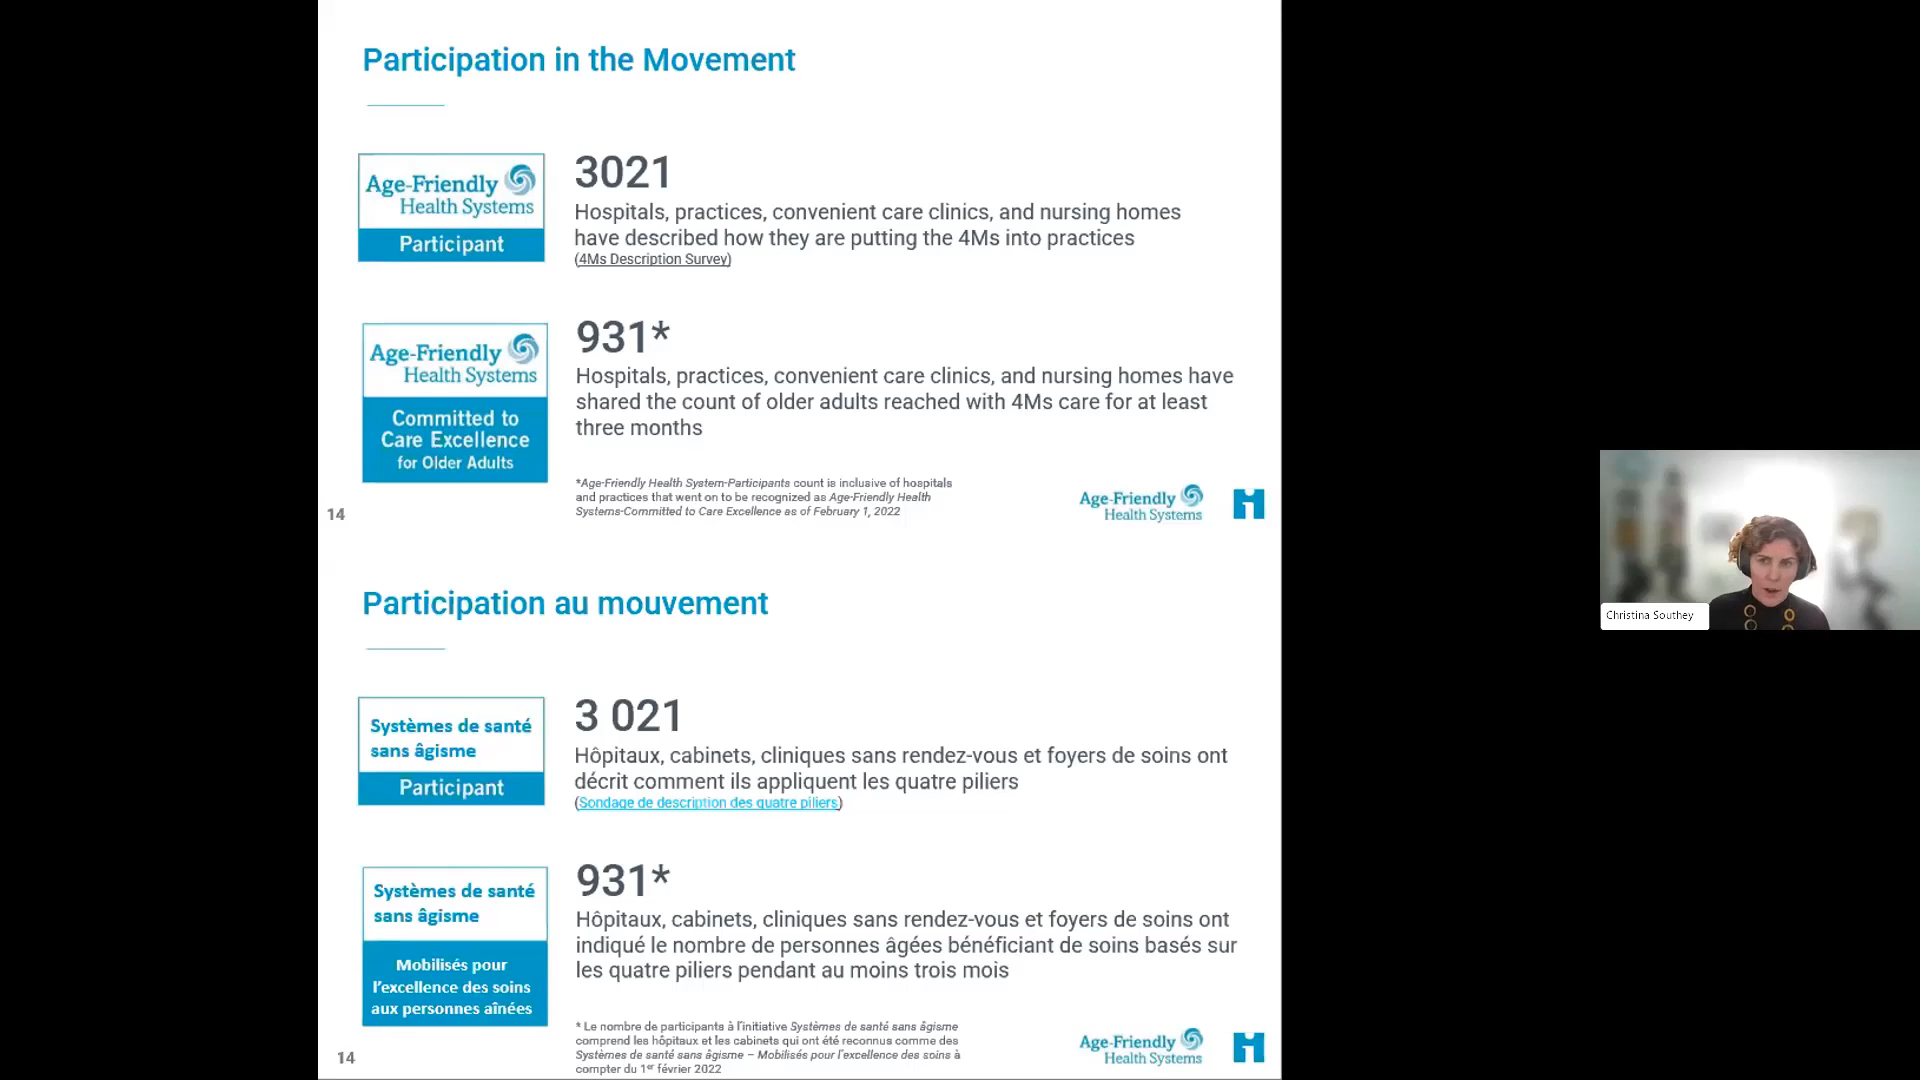 Participation in the Movement
Age-Friendly
Health Systems
Participant
3021
Hospitals, practices, convenient care clinics, and nursing homes
have described how they are putting the 4Ms into practices
(4Ms Description Survey)
Age-Friendly
Health Systems
Committed to
Care Excellence
for Older Adults
931*
Hospitals, practices, convenient care clinics, and nursing homes have
shared the count of older adults reached with 4Ms care for at least
three months
*Age-Friendly Health System-Participants count is inclusive of hospitals
and practices that went on to be recognized as Age-Friendly Health
Systems-Committed to Care Excellence as of February 1, 2022
14
Age-Friendly
Health Systems
Participation au mouvement
Systèmes de santé
sans âgisme
Participant
3 021
Hôpitaux, cabinets, cliniques sans rendez-vous et foyers de soins ont
décrit comment ils appliquent les quatre piliers
(Sondage de description des quatre piliers)
Systèmes de santé
sans âgisme
Mobilisés pour
l'excellence des soins
aux personnes aînées
931*
Hôpitaux, cabinets, cliniques sans rendez-vous et foyers de soins ont
indiqué le nombre de personnes âgées bénéficiant de soins basés sur
les quatre piliers pendant au moins trois mois
* Le nombre de participants à l'initiative Systèmes de santé sans âgisme
comprend les hôpitaux et les cabinets qui ont été reconnus comme des
Systèmes de santé sans âgisme – Mobilisés pour l'excellence des soins à
compter du 1er février 2022
14
Age-Friendly
Health Systems
Christina Southey